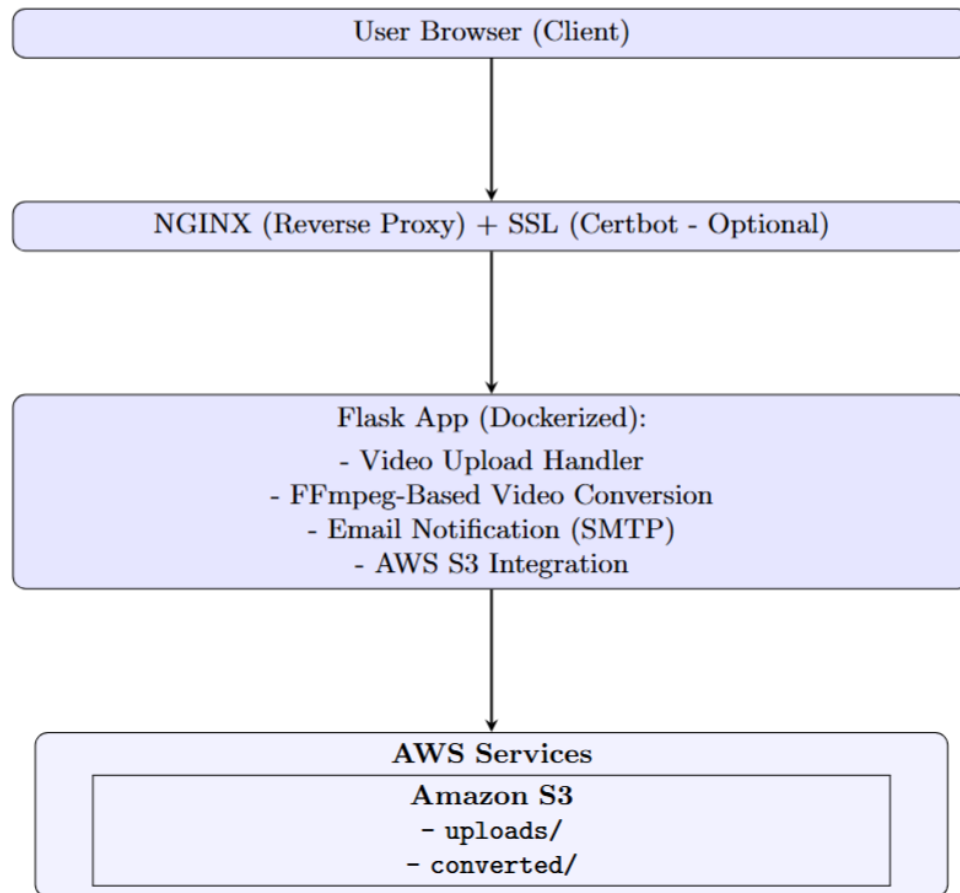 User Browser (Client)
NGINX (Reverse Proxy) + SSL (Certbot - Optional)
Flask App (Dockerized):
- Video Upload Handler
- FFmpeg-Based Video Conversion
- Email Notification (SMTP)
- AWS S3 Integration
AWS Services
Amazon S3
- uploads/
- converted/